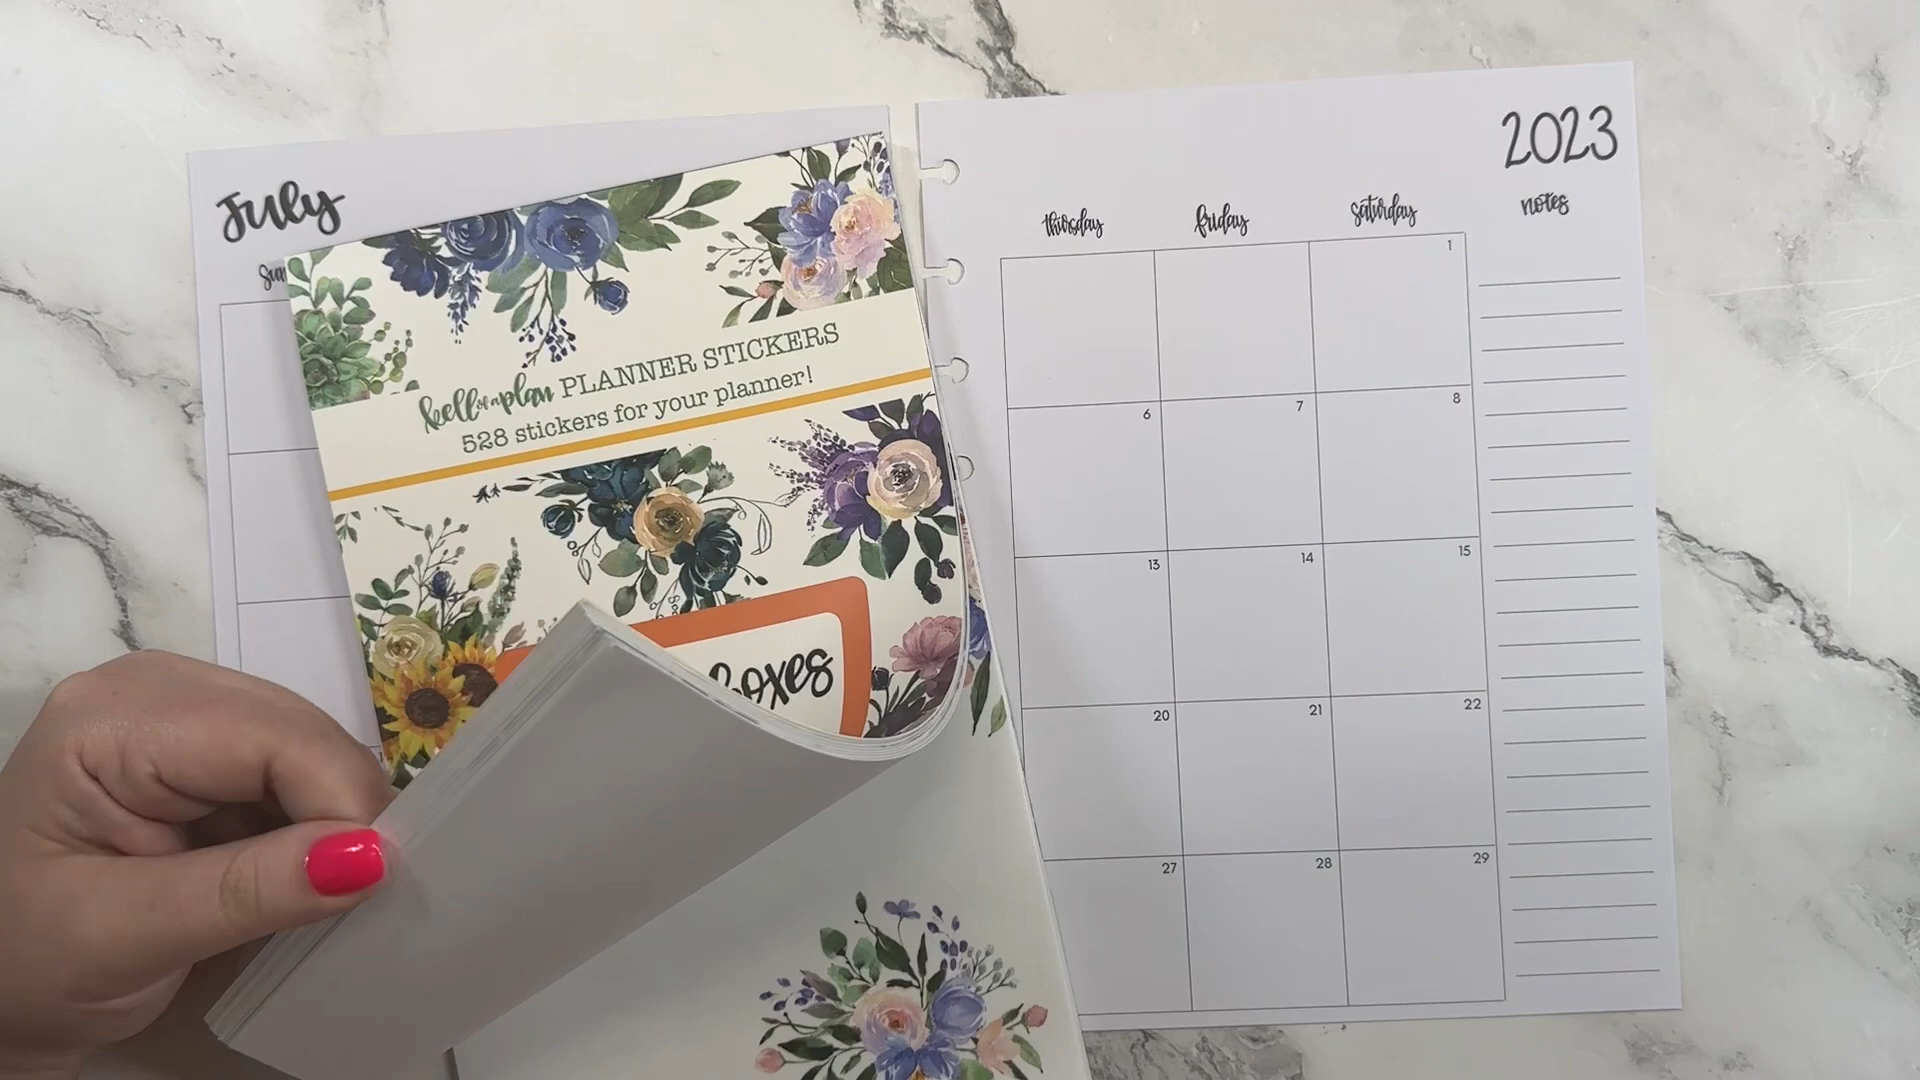 July
2023
thursday friday saturday notes
kell of a plan PLANNER STICKERS
528 stickers for your planner!
boxes
1
6 7 8
13 14 15
20 21 22
27 28 29